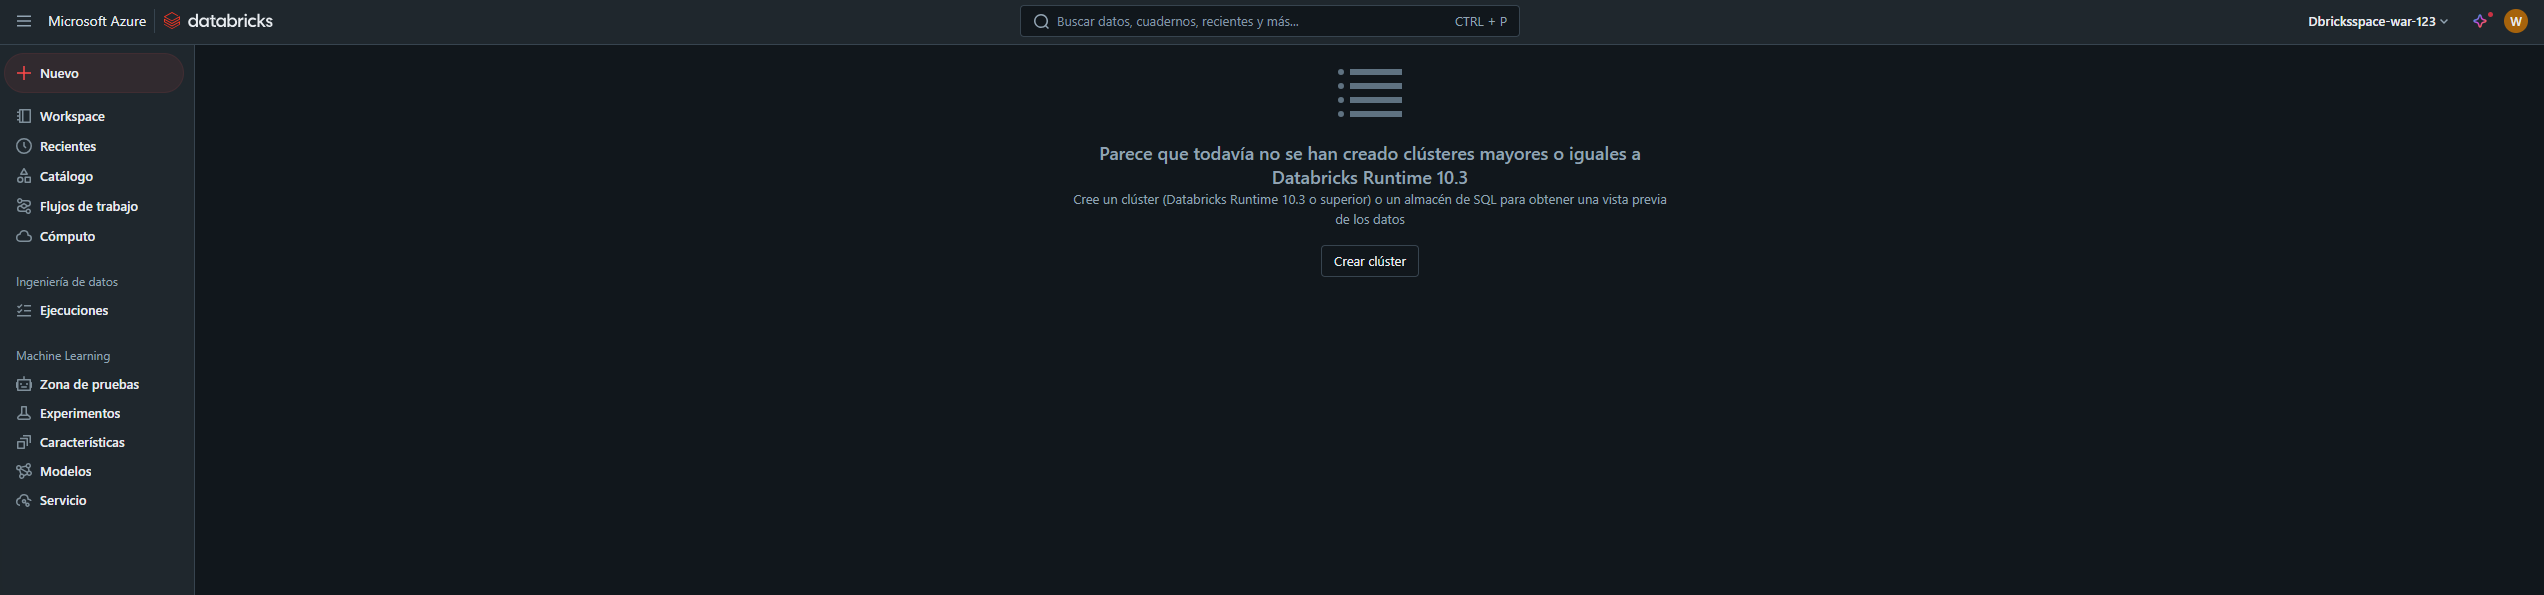 Microsoft Azure databricks Buscar datos, cuadernos, recientes y más... CTRL + P Dbricksspace-war-123 W
Nuevo
Workspace
Recientes
Catálogo
Flujos de trabajo
Cómputo
Ingeniería de datos
Ejecuciones
Machine Learning
Zona de pruebas
Experimentos
Características
Modelos
Servicio
Parece que todavía no se han creado clústeres mayores o iguales a
Databricks Runtime 10.3
Cree un clúster (Databricks Runtime 10.3 o superior) o un almacén de SQL para obtener una vista previa
de los datos
Crear clúster